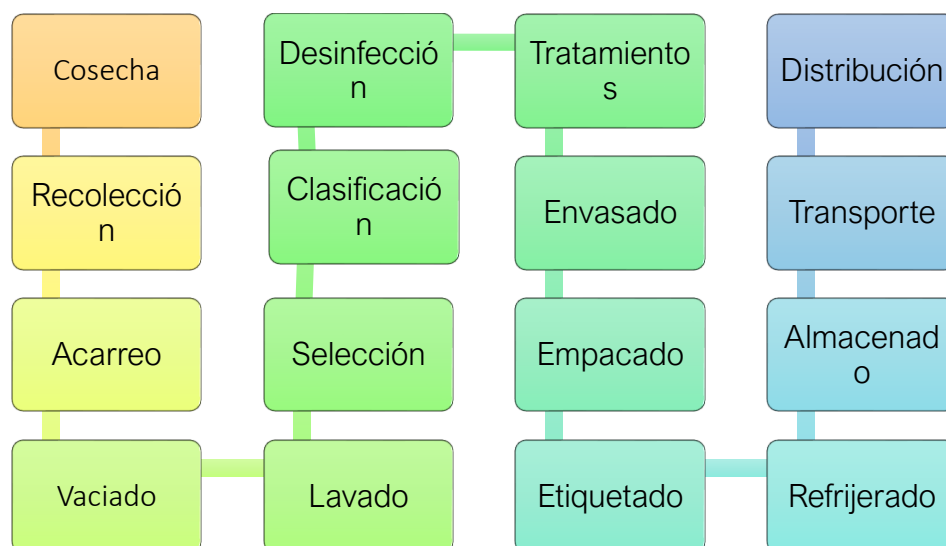 Cosecha
Recolecció
n
Acarreo
Vaciado
Lavado
Selección
Clasificació
n
Desinfecció
n
Tratamiento
s
Envasado
Empacado
Etiquetado
Refrijerado
Almacenad
o
Transporte
Distribución